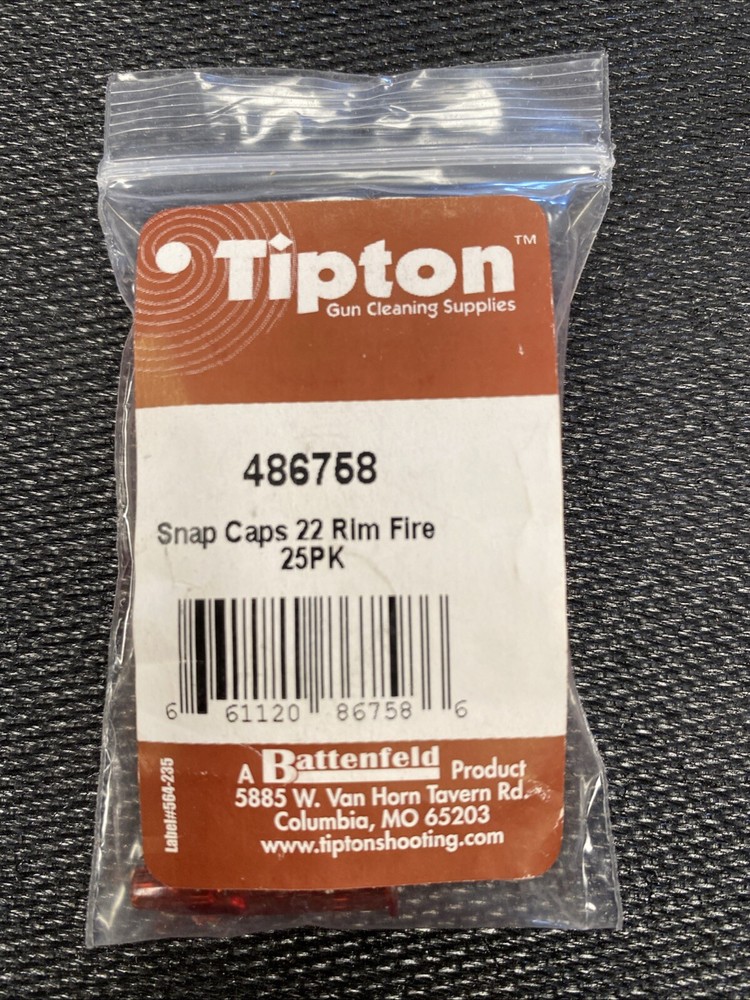 Tipton™
Gun Cleaning Supplies
486758
Snap Caps 22 Rim Fire
25PK
6 61120 86758 6
Label#564-235
A Battenfeld Product
5885 W. Van Horn Tavern Rd.
Columbia, MO 65203
www.tiptonshooting.com